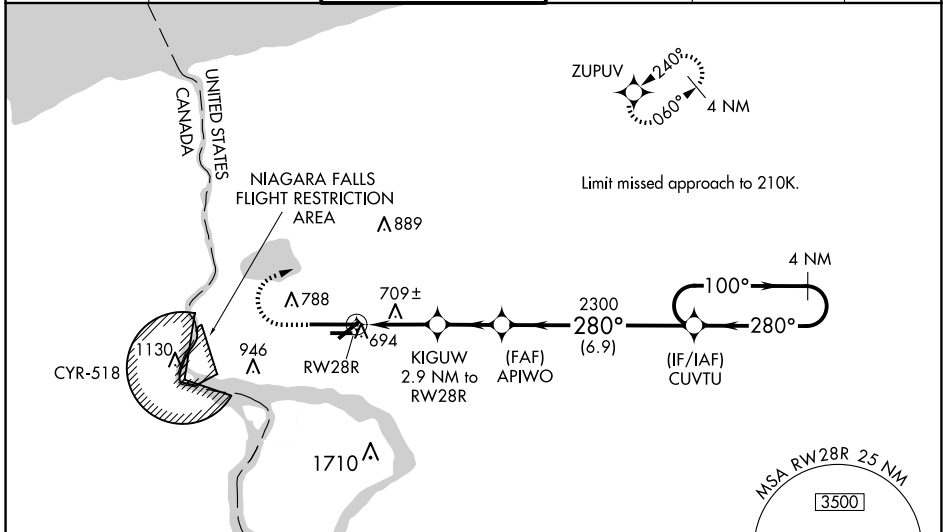 ZUPUV
240°
060°
4 NM
UNITED STATES
CANADA
NIAGARA FALLS
FLIGHT RESTRICTION
AREA
Limit missed approach to 210K.
889
4 NM
100°
788
709±
2300
280°
(6.9)
280°
694
1130
946
RW28R
KIGUW
2.9 NM to
RW28R
(FAF)
APIWO
(IF/IAF)
CUVTU
CYR-518
1710
MSA RW28R 25 NM
3500